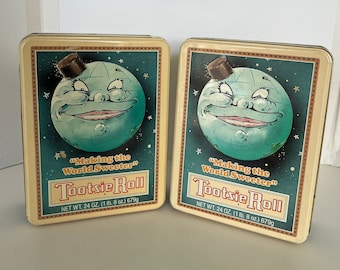 "Making the
World Sweeter"
Tootsie Roll
NET WT. 24 OZ. (1 lb. 8 oz.) 679g
"Making the
World Sweeter"
Tootsie Roll
NET WT. 24 OZ. (1 lb. 8 oz.) 679g